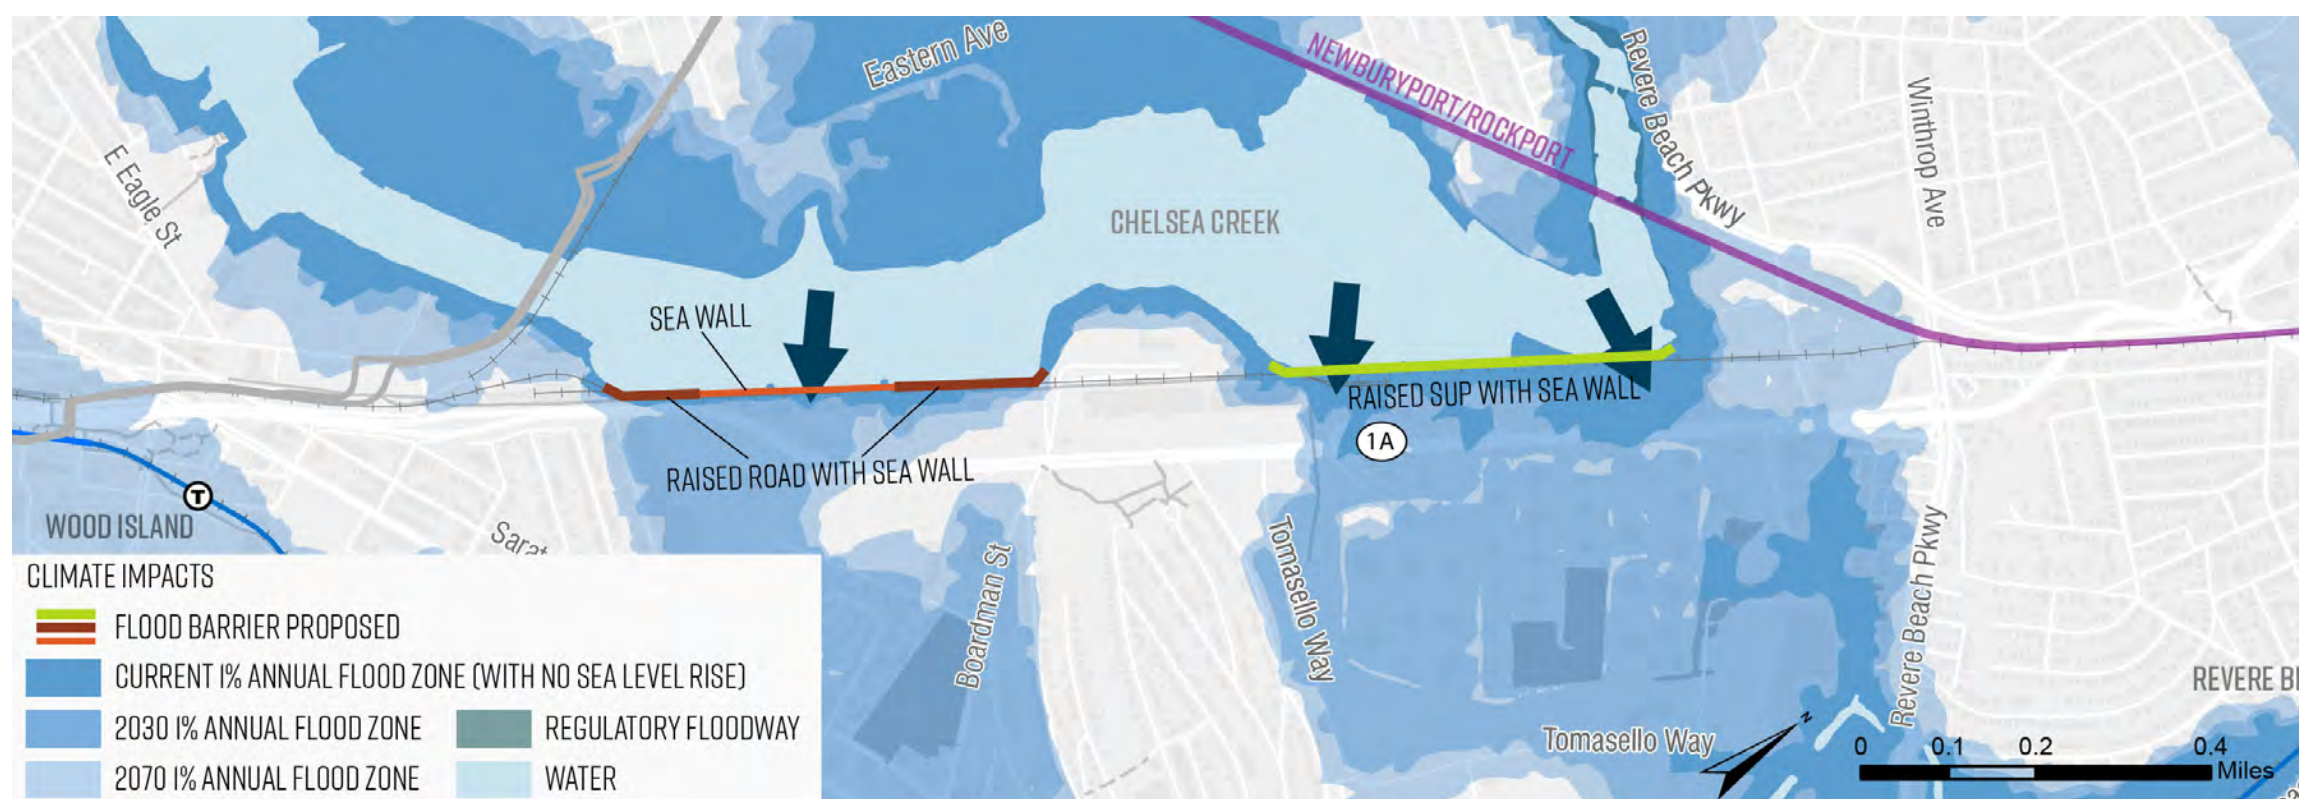 Eastern Ave
NEWBURYPORT/ROCKPORT
Revere Beach Pkwy
Winthrop Ave
E Eagle St
CHELSEA CREEK
SEA WALL
RAISED SUP WITH SEA WALL
1A
RAISED ROAD WITH SEA WALL
T
WOOD ISLAND
Sarat
Boardman St
Tomasello Way
Revere Beach Pkwy
REVERE B
Tomasello Way
N
0 0.1 0.2 0.4
Miles
CLIMATE IMPACTS
FLOOD BARRIER PROPOSED
CURRENT 1% ANNUAL FLOOD ZONE (WITH NO SEA LEVEL RISE)
2030 1% ANNUAL FLOOD ZONE
REGULATORY FLOODWAY
2070 1% ANNUAL FLOOD ZONE
WATER